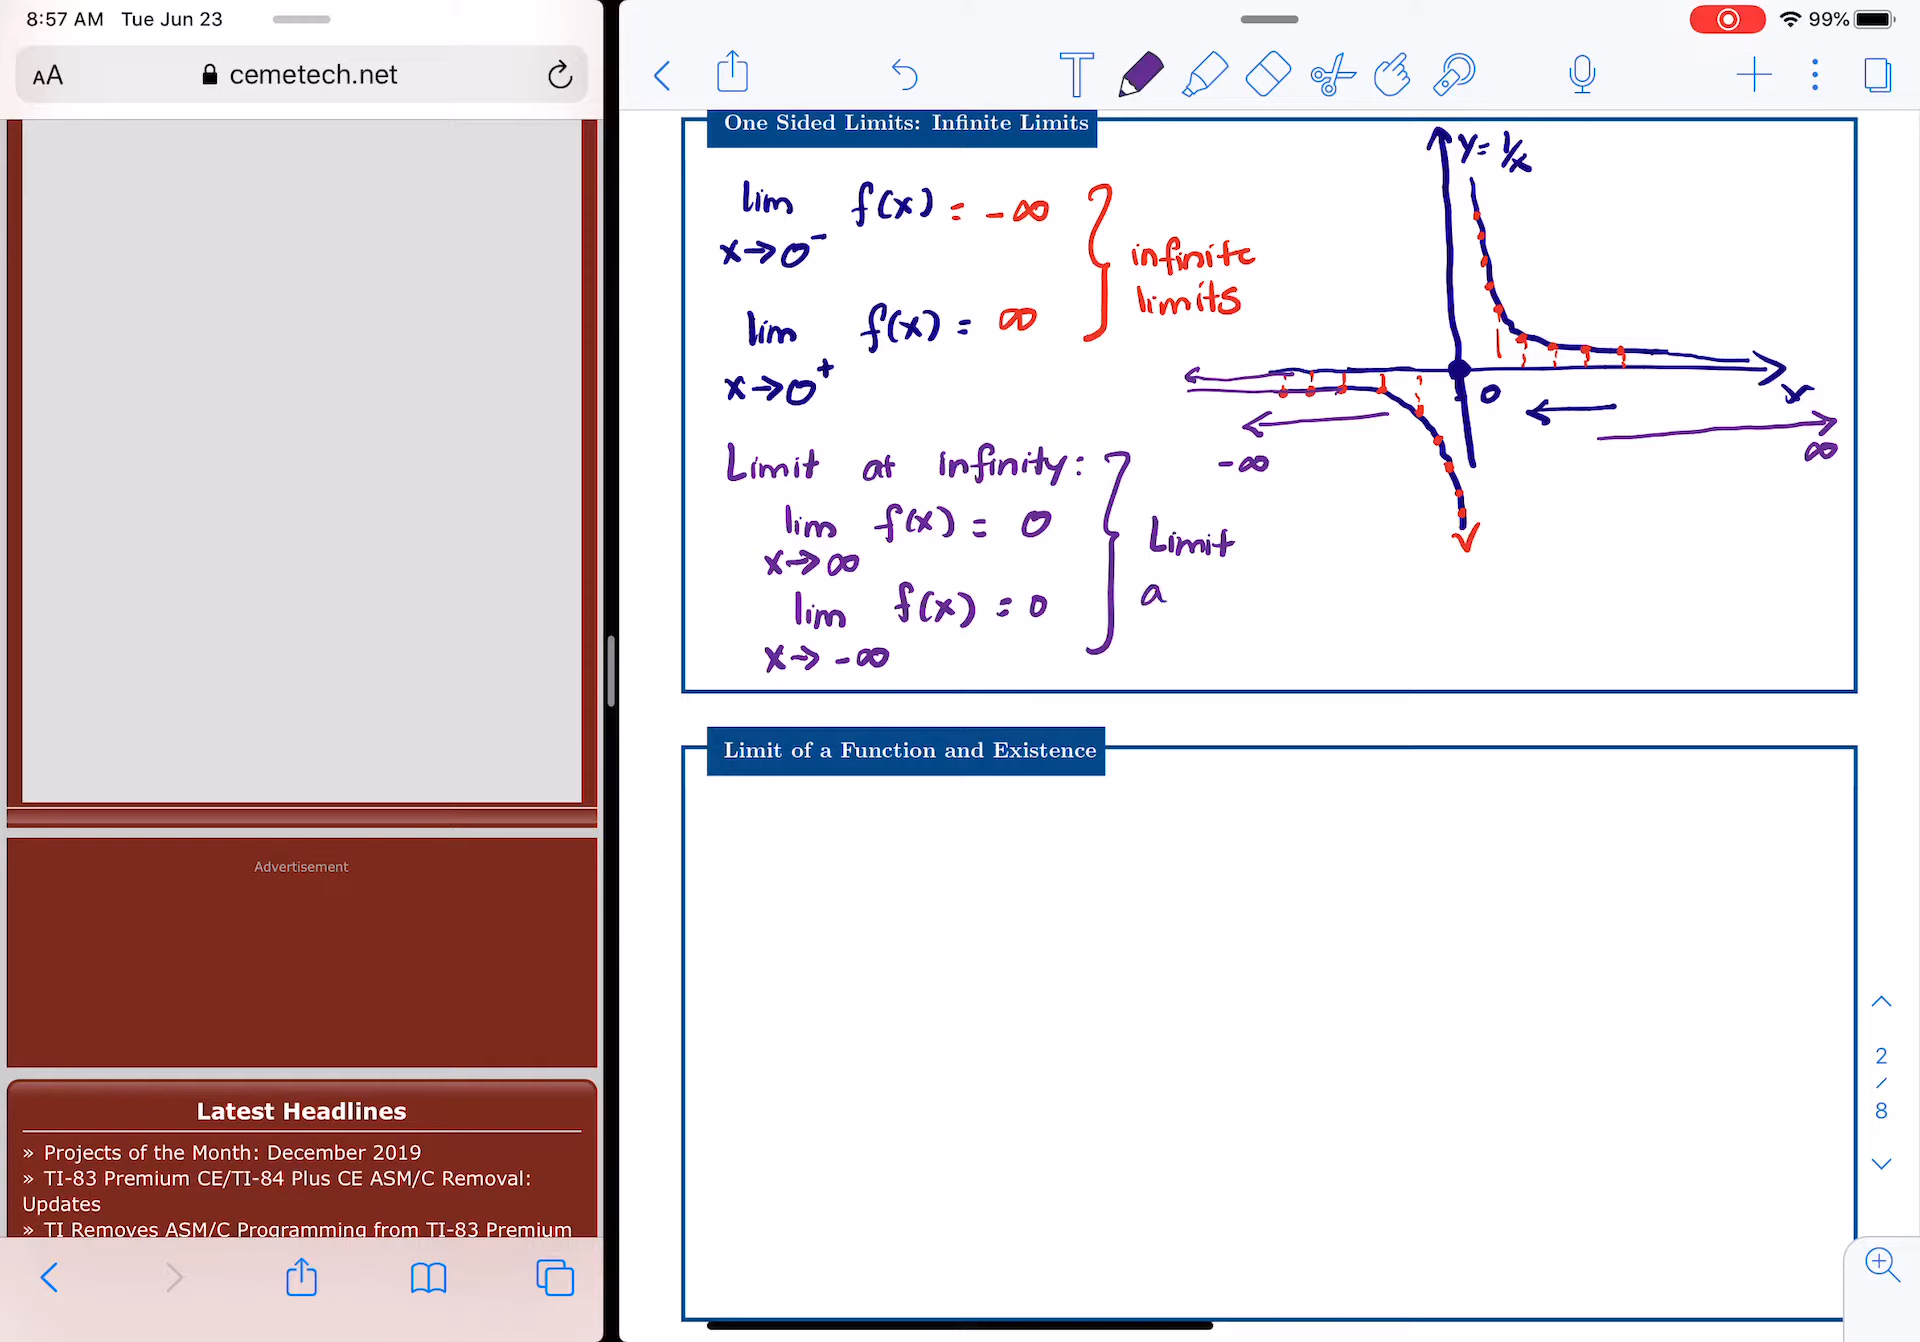 8:57 AM Tue Jun 23
AA cemetech.net
Advertisement
Latest Headlines
» Projects of the Month: December 2019
» TI-83 Premium CE/TI-84 Plus CE ASM/C Removal:
Updates
» TI Removes ASM/C Programming from TI-83 Premium
99%
T
One Sided Limits: Infinite Limits
lim f(x) = -∞
x→0⁻
lim f(x) = ∞
x→0⁺
infinite
limits
Limit at infinity:
lim f(x) = 0
x→∞
lim f(x) = 0
x→ -∞
Limit
a
y = 1/x
0
x
-∞
∞
Limit of a Function and Existence
2
/
8